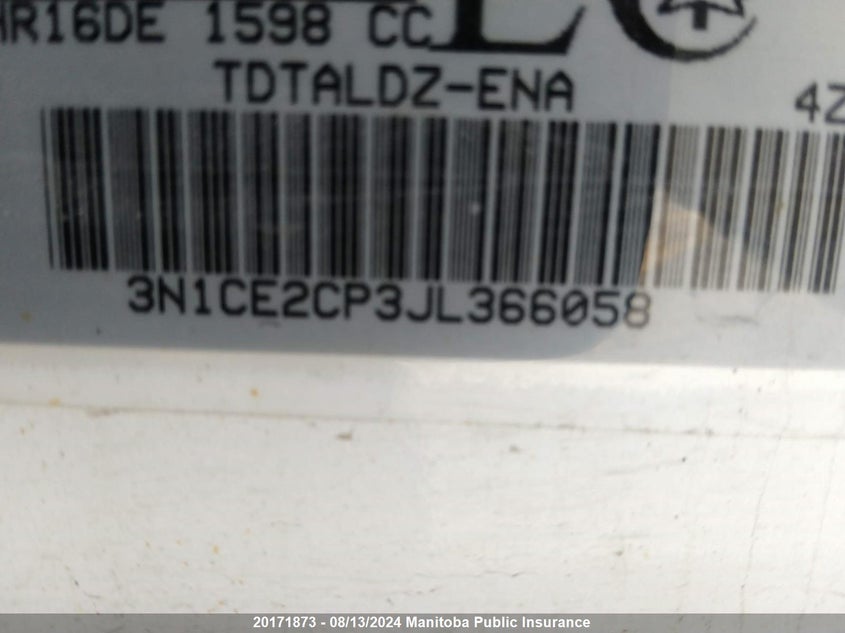 HR16DE 1598 CC
TDTALDZ-ENA
4Z
3N1CE2CP3JL366058
20171873 - 08/13/2024 Manitoba Public Insurance